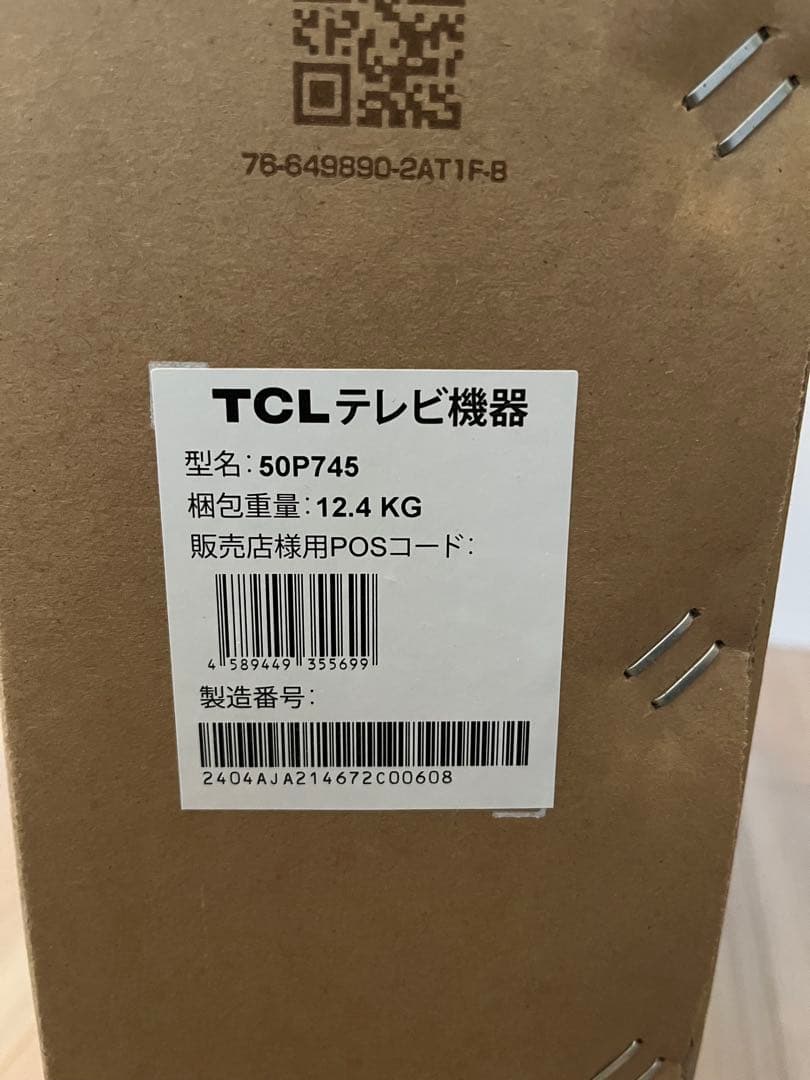 76-649890-2AT1F-B
TCLテレビ機器
型名:50P745
梱包重量:12.4 KG
販売店様用POSコード:
4 589449 355699
製造番号:
2404AJA214672C00608